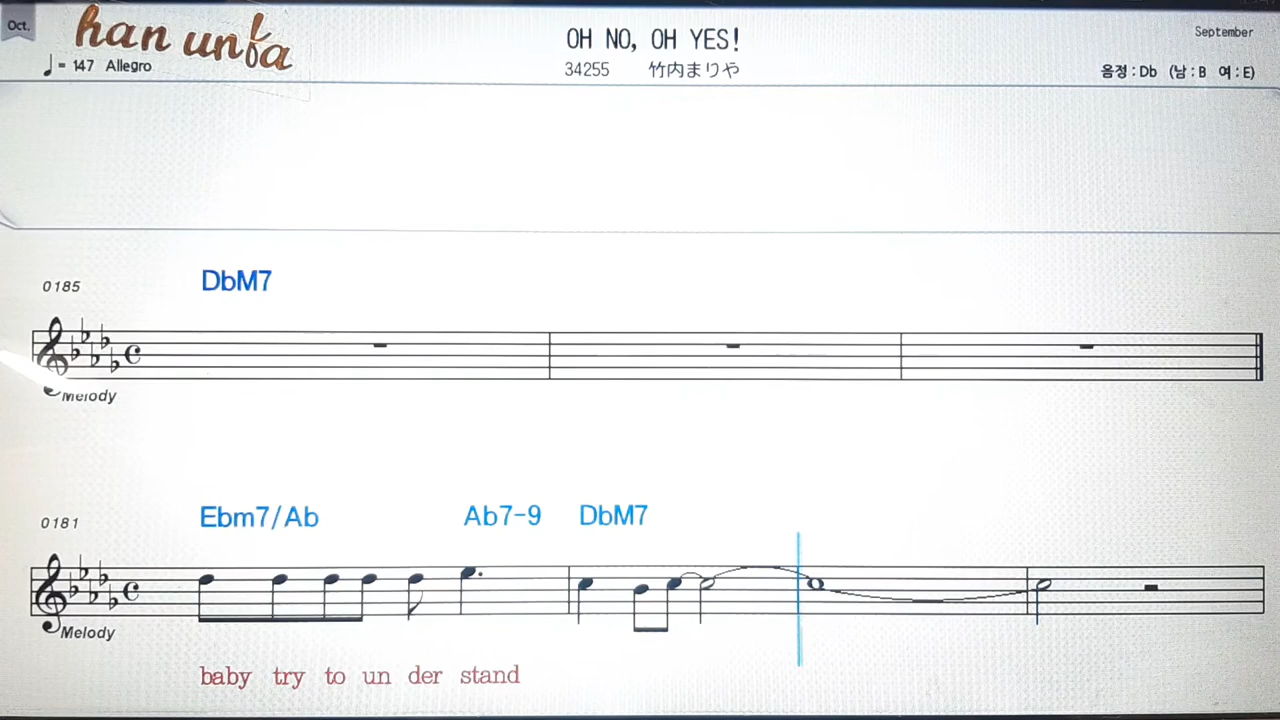 Oct.
han unba
♩= 147 Allegro
OH NO, OH YES!
34255 竹内まりや
September
음정 : Db (남 : B 여 : E)
0185
DbM7
Melody
0181
Ebm7/Ab Ab7-9 DbM7
Melody
baby try to un der stand